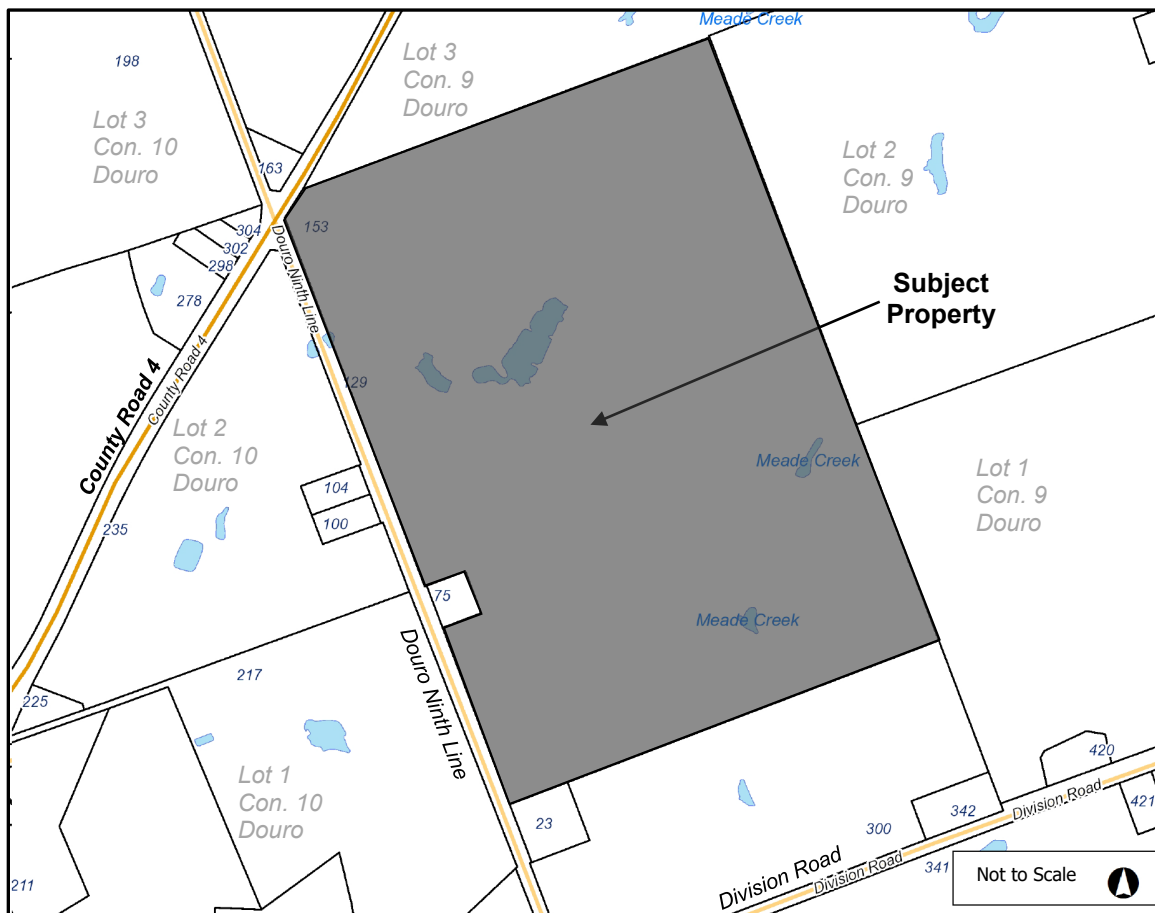 Meade Creek
198
Lot 3
Con. 9
Douro
Lot 3
Con. 10
Douro
163
Lot 2
Con. 9
Douro
153
304
302
298
278
Douro Ninth Line
Subject
Property
County Road 4
County Road 4
129
Lot 2
Con. 10
Douro
Meade Creek
Lot 1
Con. 9
Douro
104
100
235
75
Meade Creek
217
Douro Ninth Line
225
Lot 1
Con. 10
Douro
420
421
Division Road
342
23
300
Division Road
Division Road
341
211
Not to Scale